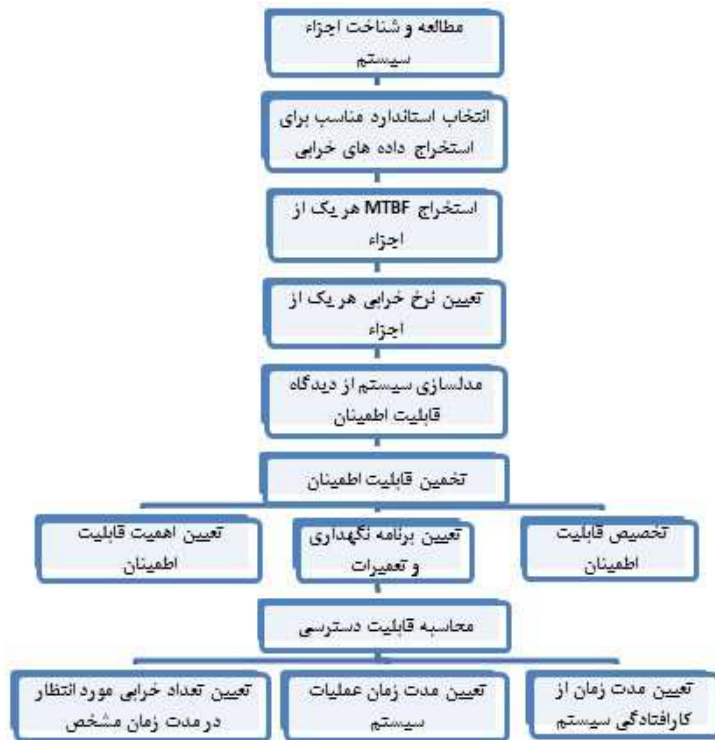 مطالعه و شناخت اجزاء
سیستم
انتخاب استاندارد مناسب برای
استخراج داده های خرابی
استخراج MTBF هر یک از
اجزاء
تعیین نرخ خرابی هر یک از
اجزاء
مدلسازی سیستم از دیدگاه
قابلیت اطمینان
تخمین قابلیت اطمینان
تخصیص قابلیت
اطمینان
تعیین برنامه نگهداری
و تعمیرات
تعیین اهمیت قابلیت
اطمینان
محاسبه قابلیت دسترسی
تعیین مدت زمان از
کارافتادگی سیستم
تعیین مدت زمان عملیات
سیستم
تعیین تعداد خرابی مورد انتظار
در مدت زمان مشخص